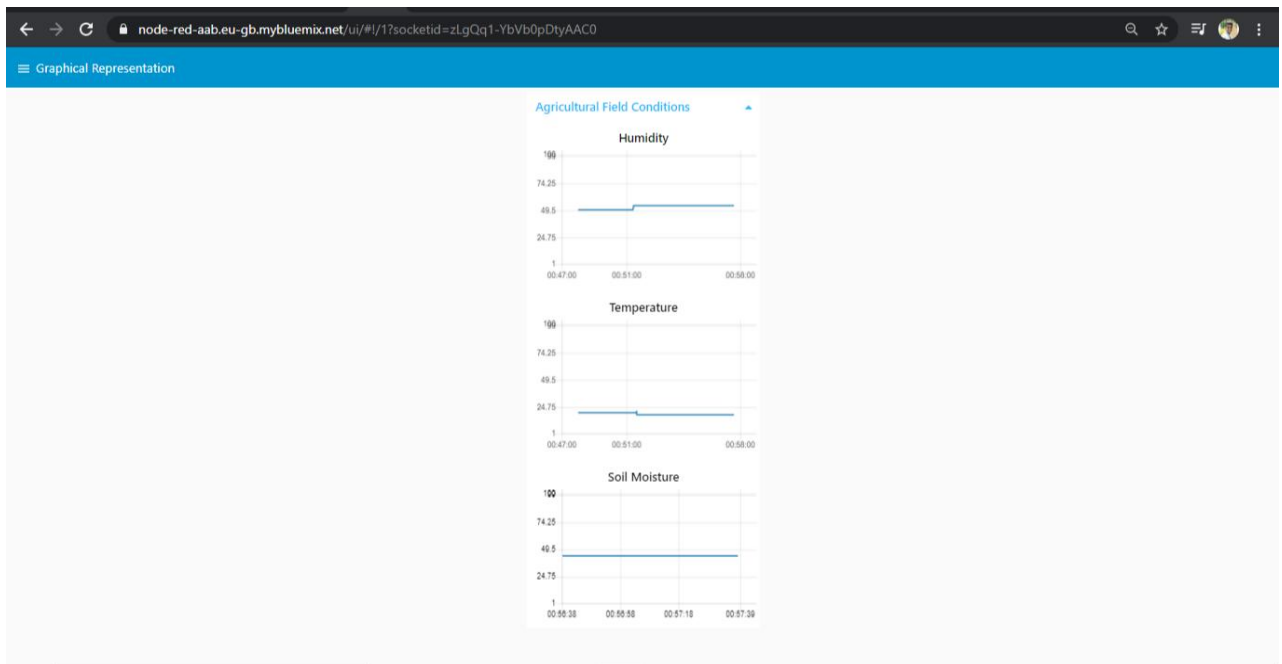 node-red-aab.eu-gb.mybluemix.net/ui/#!/1?socketid=zLgQq1-YbVb0pDtyAAC0
Graphical Representation
Agricultural Field Conditions
Humidity
100
99
74.25
49.5
24.75
1
00:47:00 00:51:00 00:58:00
Temperature
100
99
74.25
49.5
24.75
1
00:47:00 00:51:00 00:58:00
Soil Moisture
100
99
74.25
49.5
24.75
1
00:56:38 00:56:58 00:57:18 00:57:39